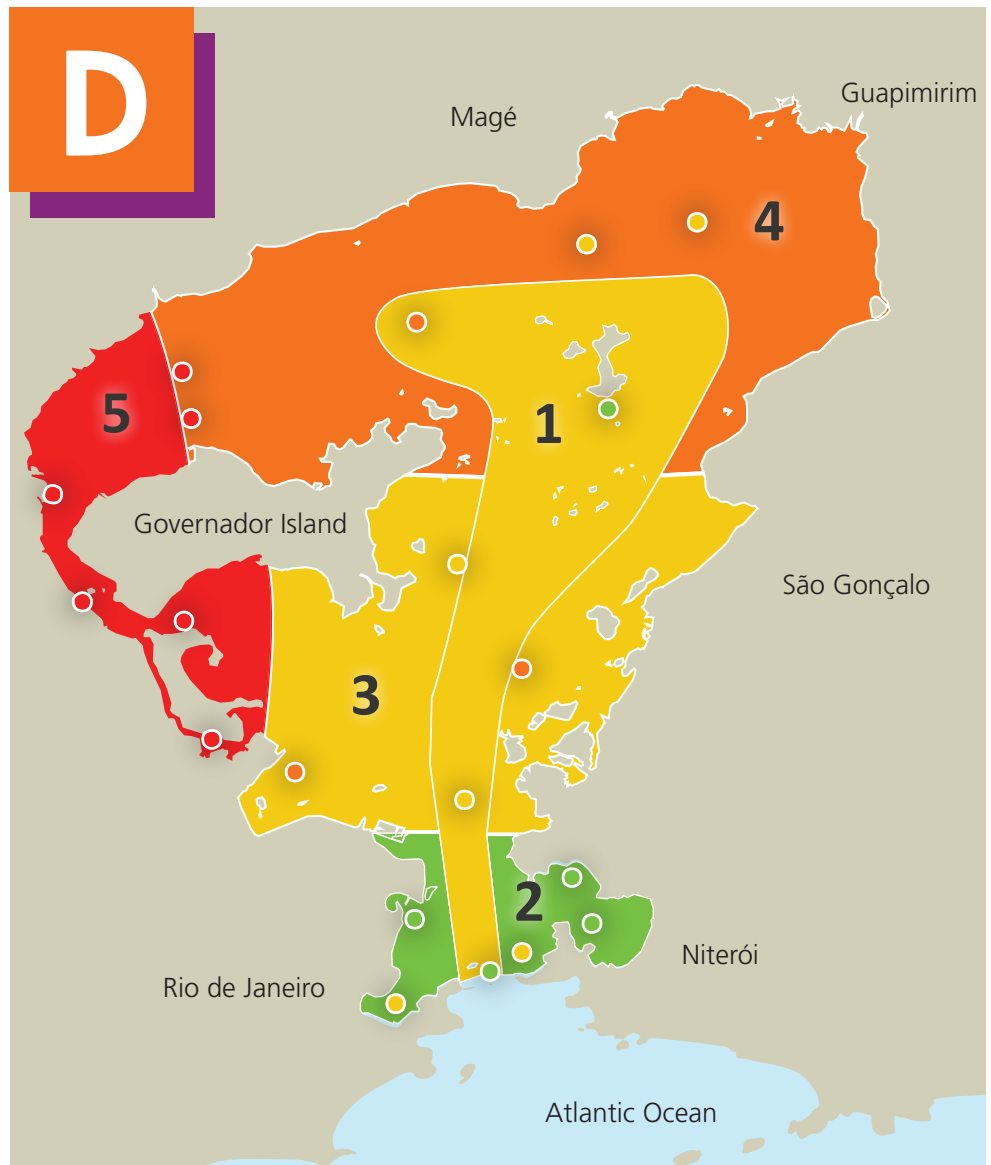 D
Magé
Guapimirim
4
5
1
Governador Island
São Gonçalo
3
2
Niterói
Rio de Janeiro
Atlantic Ocean